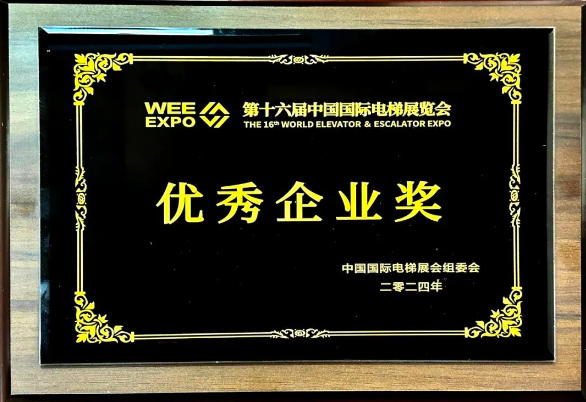 WEE
EXPO
第十六届中国国际电梯展览会
THE 16th WORLD ELEVATOR & ESCALATOR EXPO
优秀企业奖
中国国际电梯展会组委会
二零二四年